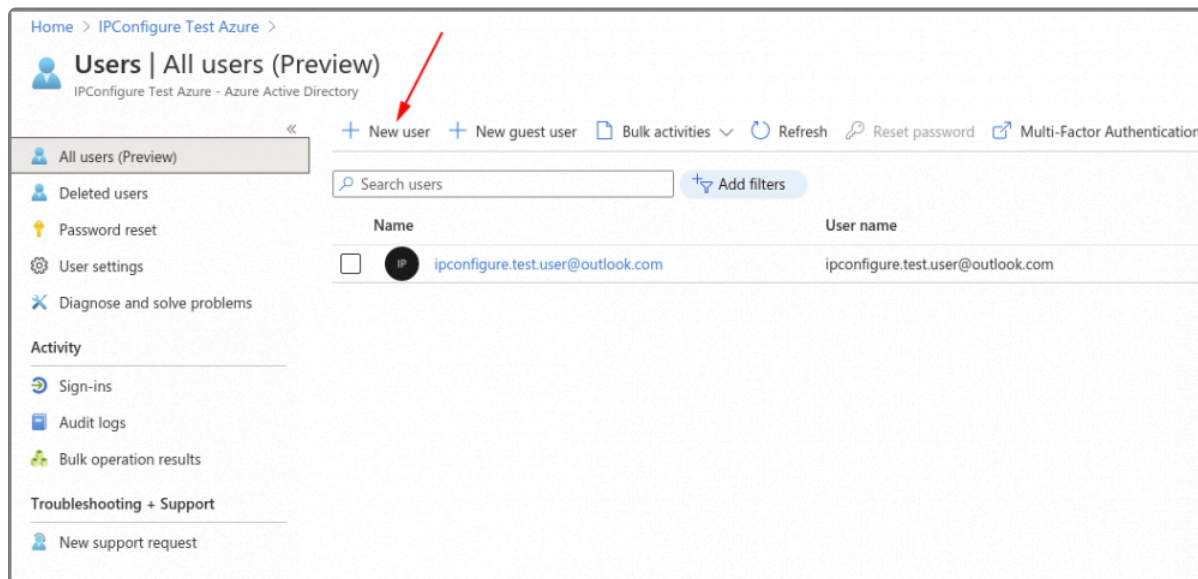 Home > IPConfigure Test Azure >
Users | All users (Preview)
IPConfigure Test Azure - Azure Active Directory
«
All users (Preview)
Deleted users
Password reset
User settings
Diagnose and solve problems
Activity
Sign-ins
Audit logs
Bulk operation results
Troubleshooting + Support
New support request
+ New user + New guest user Bulk activities Refresh Reset password Multi-Factor Authentication
Search users Add filters
Name User name
IP ipconfigure.test.user@outlook.com ipconfigure.test.user@outlook.com